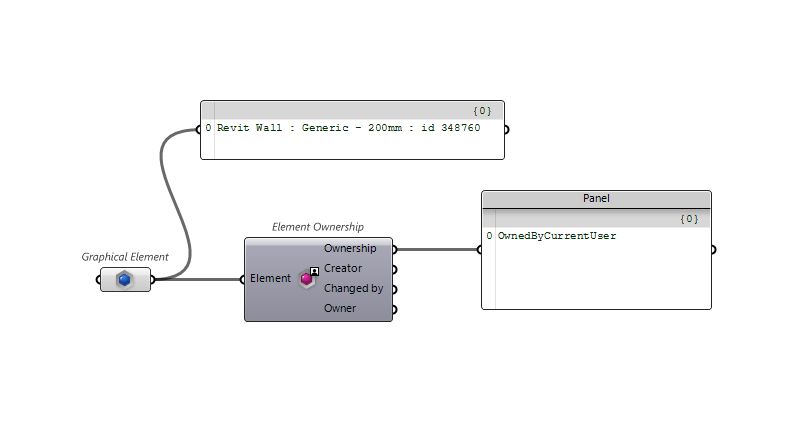 {0}
0 Revit Wall : Generic - 200mm : id 348760
Graphical Element
Element Ownership
Element
Ownership
Creator
Changed by
Owner
Panel
{0}
0 OwnedByCurrentUser